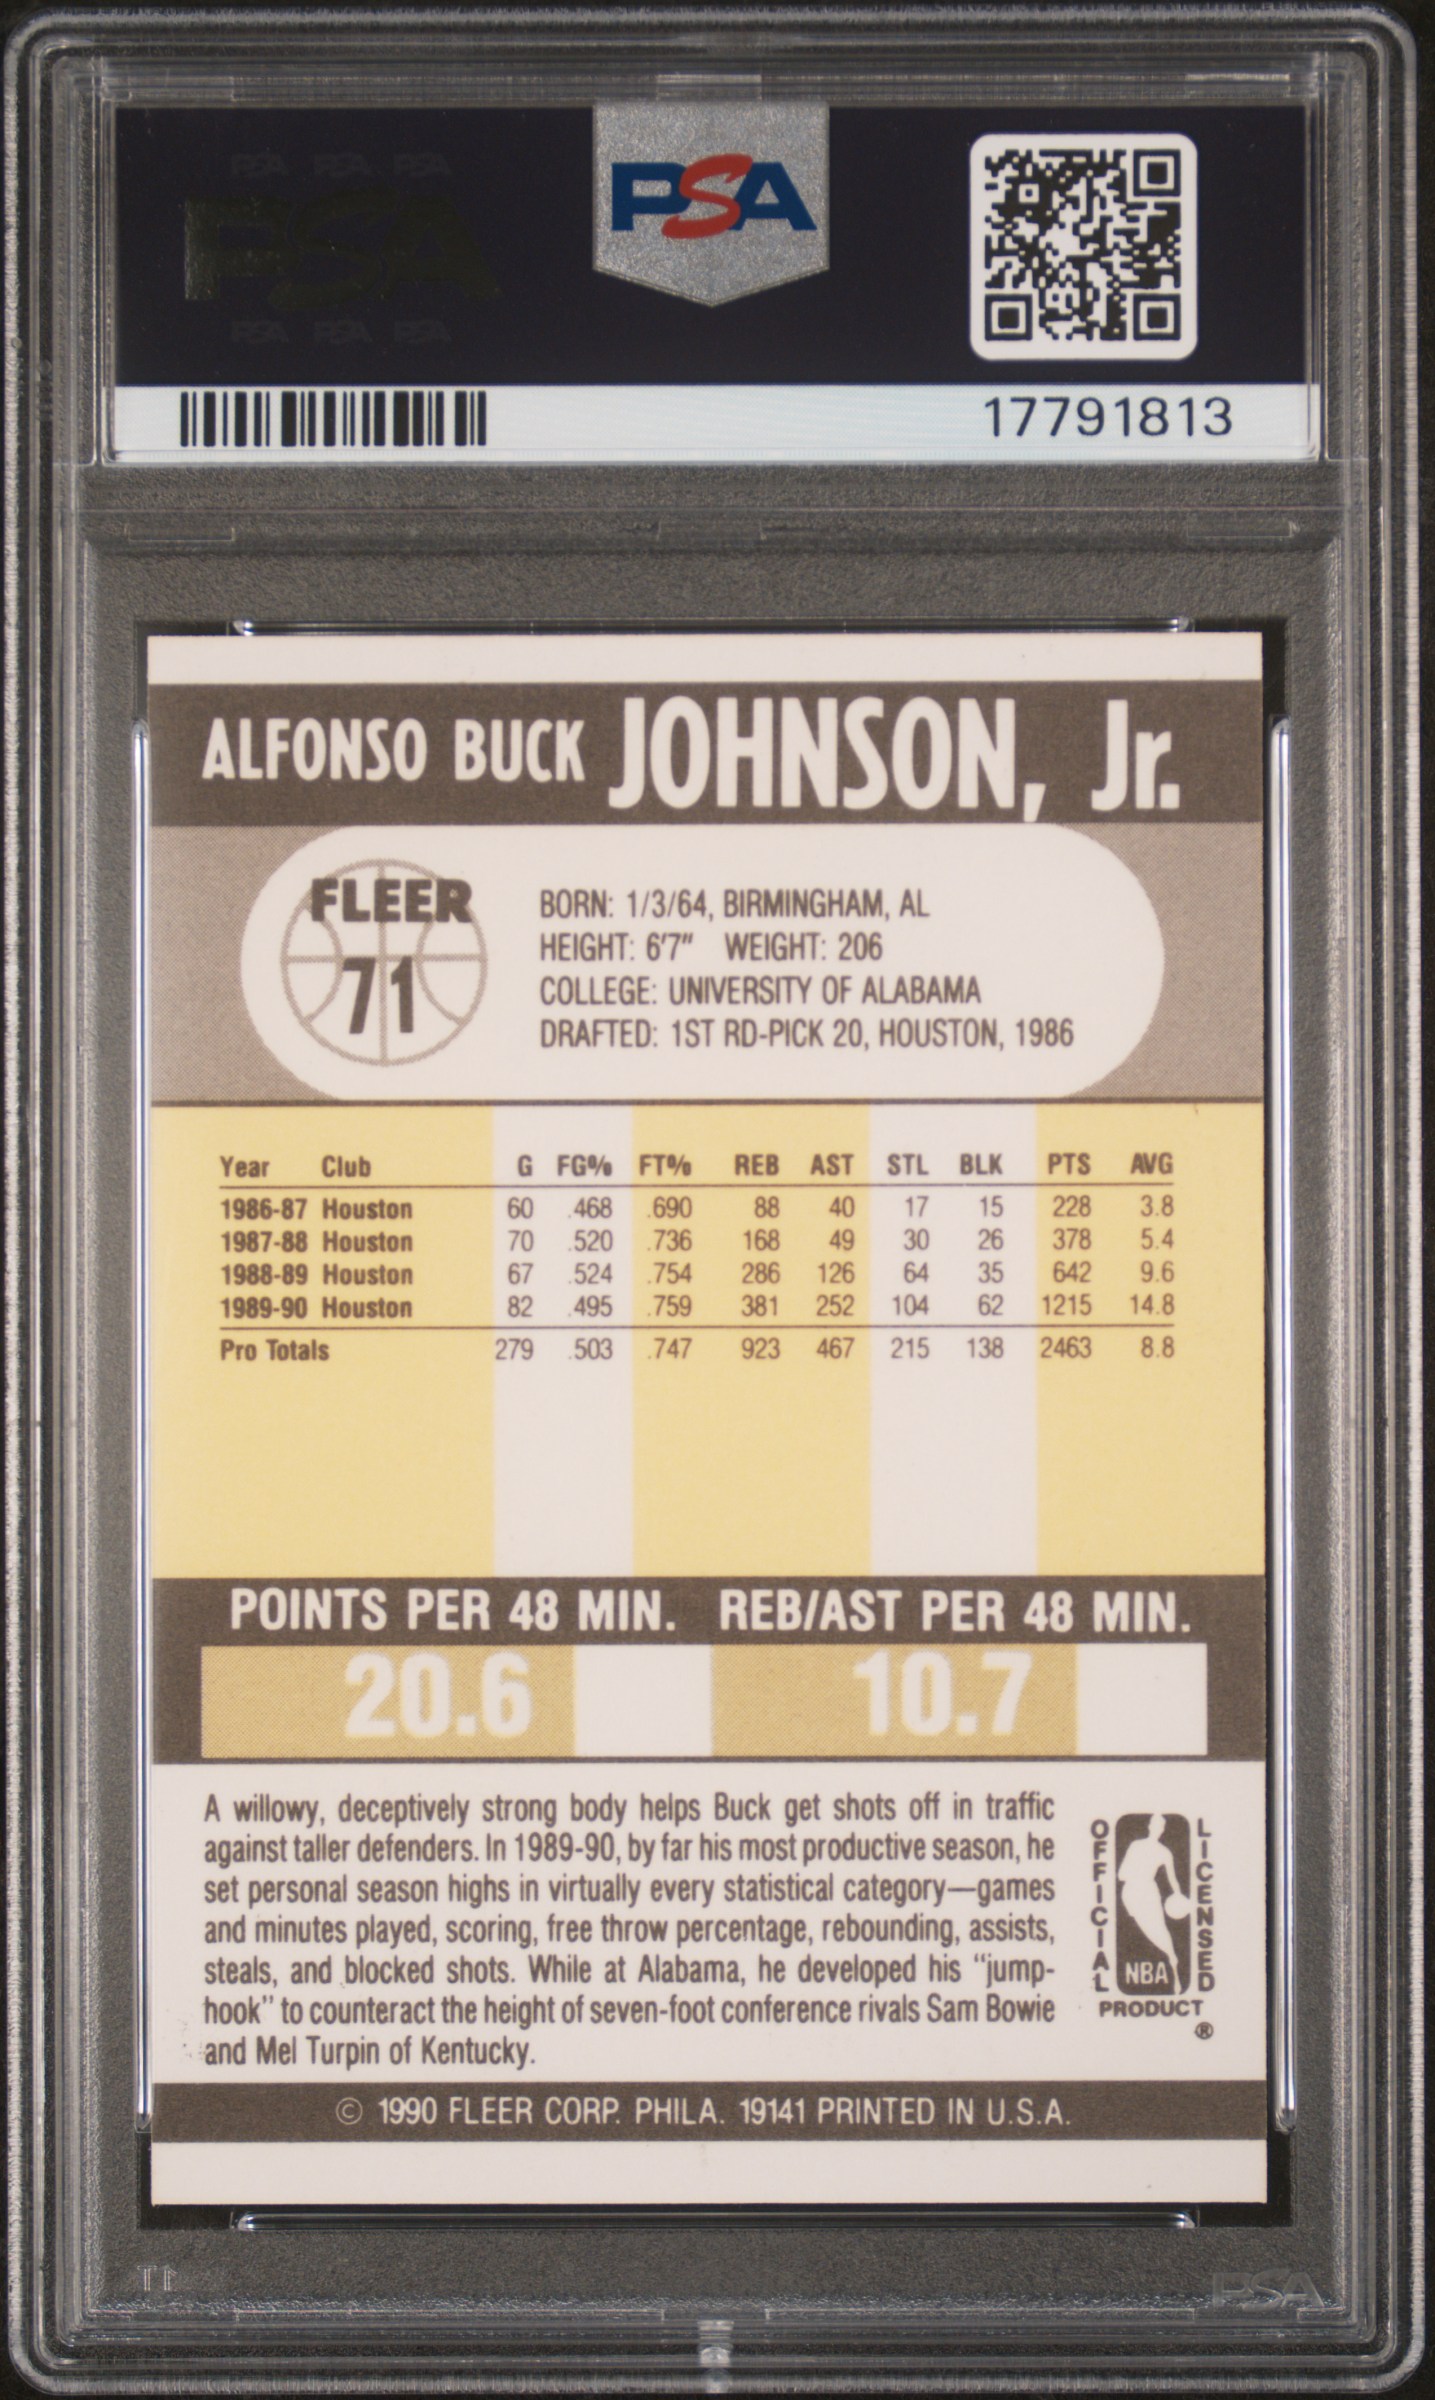 PSA PSA PSA
PSA
PSA PSA PSA
PSA
17791813
ALFONSO BUCK JOHNSON, Jr.
FLEER
71
BORN: 1/3/64, BIRMINGHAM, AL
HEIGHT: 6'7" WEIGHT: 206
COLLEGE: UNIVERSITY OF ALABAMA
DRAFTED: 1ST RD-PICK 20, HOUSTON, 1986
Year Club G FG% FT% REB AST STL BLK PTS AVG
1986-87 Houston 60 .468 .690 88 40 17 15 228 3.8
1987-88 Houston 70 .520 .736 168 49 30 26 378 5.4
1988-89 Houston 67 .524 .754 286 126 64 35 642 9.6
1989-90 Houston 82 .495 .759 381 252 104 62 1215 14.8
Pro Totals 279 .503 .747 923 467 215 138 2463 8.8
POINTS PER 48 MIN. REB/AST PER 48 MIN.
20.6 10.7
A willowy, deceptively strong body helps Buck get shots off in traffic
against taller defenders. In 1989-90, by far his most productive season, he
set personal season highs in virtually every statistical category—games
and minutes played, scoring, free throw percentage, rebounding, assists,
steals, and blocked shots. While at Alabama, he developed his "jump-
hook" to counteract the height of seven-foot conference rivals Sam Bowie
and Mel Turpin of Kentucky.
OFFICIAL
NBA
LICENSED
PRODUCT
®
© 1990 FLEER CORP. PHILA. 19141 PRINTED IN U.S.A.
PSA